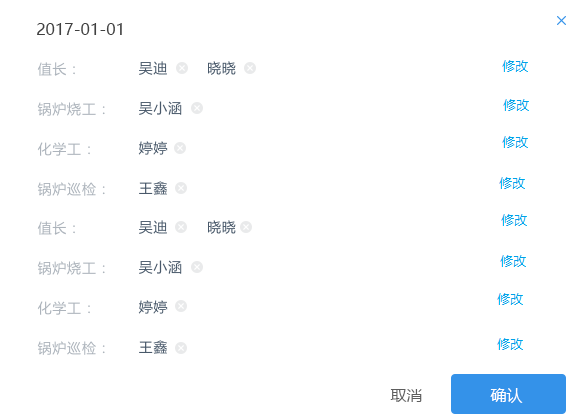 2017-01-01
值长： 吴迪 晓晓 修改
锅炉烧工： 吴小涵 修改
化学工： 婷婷 修改
锅炉巡检： 王鑫 修改
值长： 吴迪 晓晓 修改
锅炉烧工： 吴小涵 修改
化学工： 婷婷 修改
锅炉巡检： 王鑫 修改
取消 确认